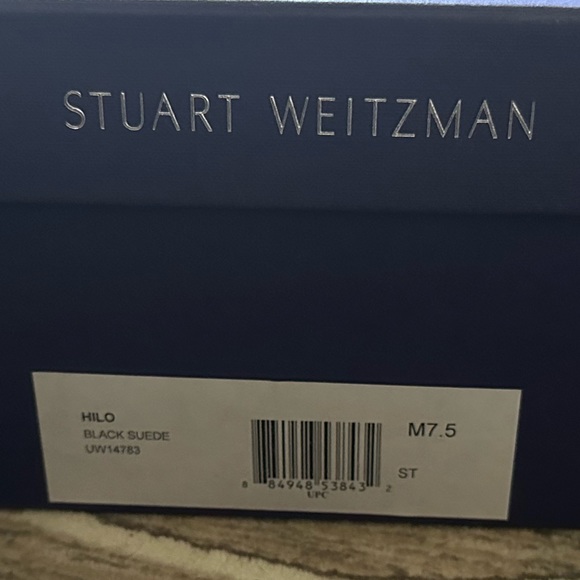 STUART WEITZMAN
HILO
BLACK SUEDE
UW14783
M7.5
ST
8 84948 53843 2
UPC